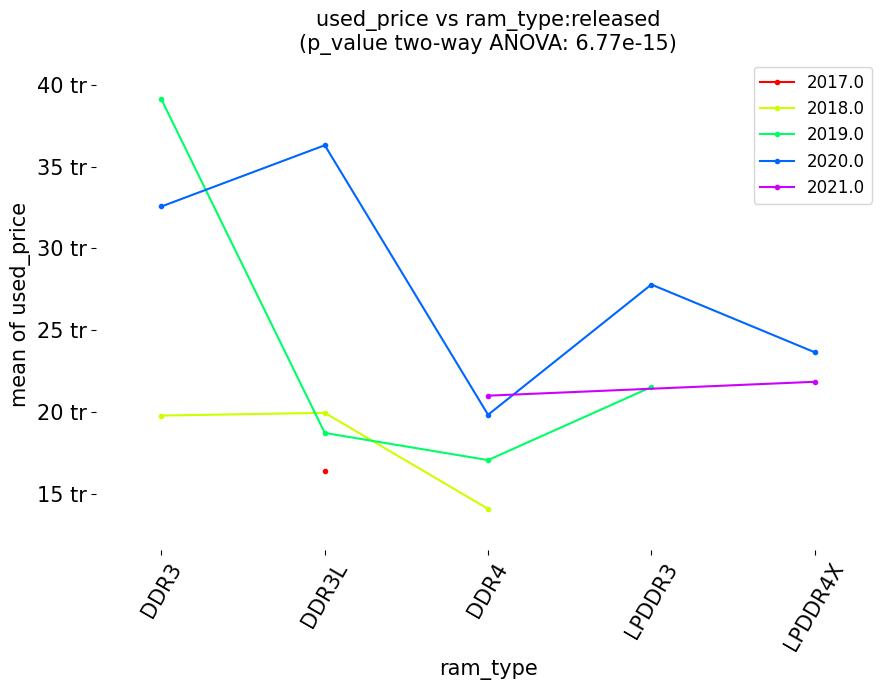 used_price vs ram_type:released
(p_value two-way ANOVA: 6.77e-15)
40 tr
35 tr
30 tr
25 tr
20 tr
15 tr
mean of used_price
2017.0
2018.0
2019.0
2020.0
2021.0
DDR3
DDR3L
DDR4
LPDDR3
LPDDR4X
ram_type